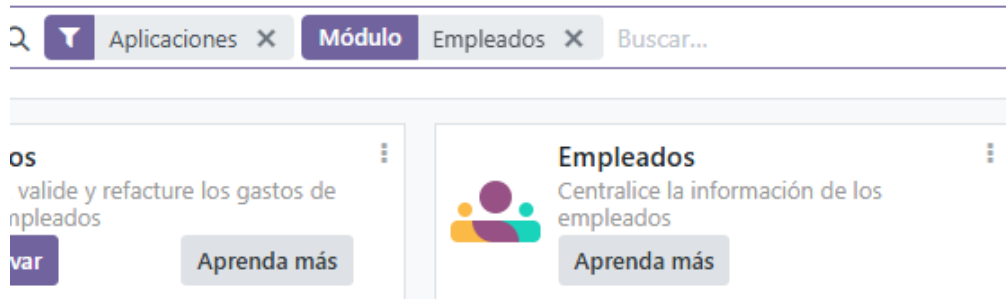 Aplicaciones Módulo Empleados Buscar...
os
valide y refacture los gastos de
mpleados
var Aprenda más
Empleados
Centralice la información de los
empleados
Aprenda más